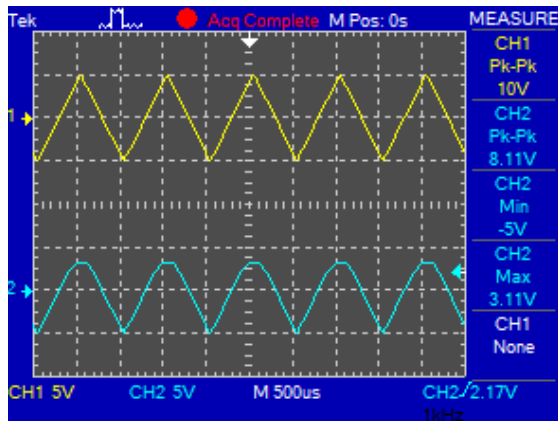 Tek Acq Complete M Pos: 0s MEASURE
CH1
Pk-Pk
10V
CH2
Pk-Pk
8.11V
CH2
Min
-5V
CH2
Max
3.11V
CH1
None
1
2
CH1 5V CH2 5V M 500us CH2/2.17V
1kHz